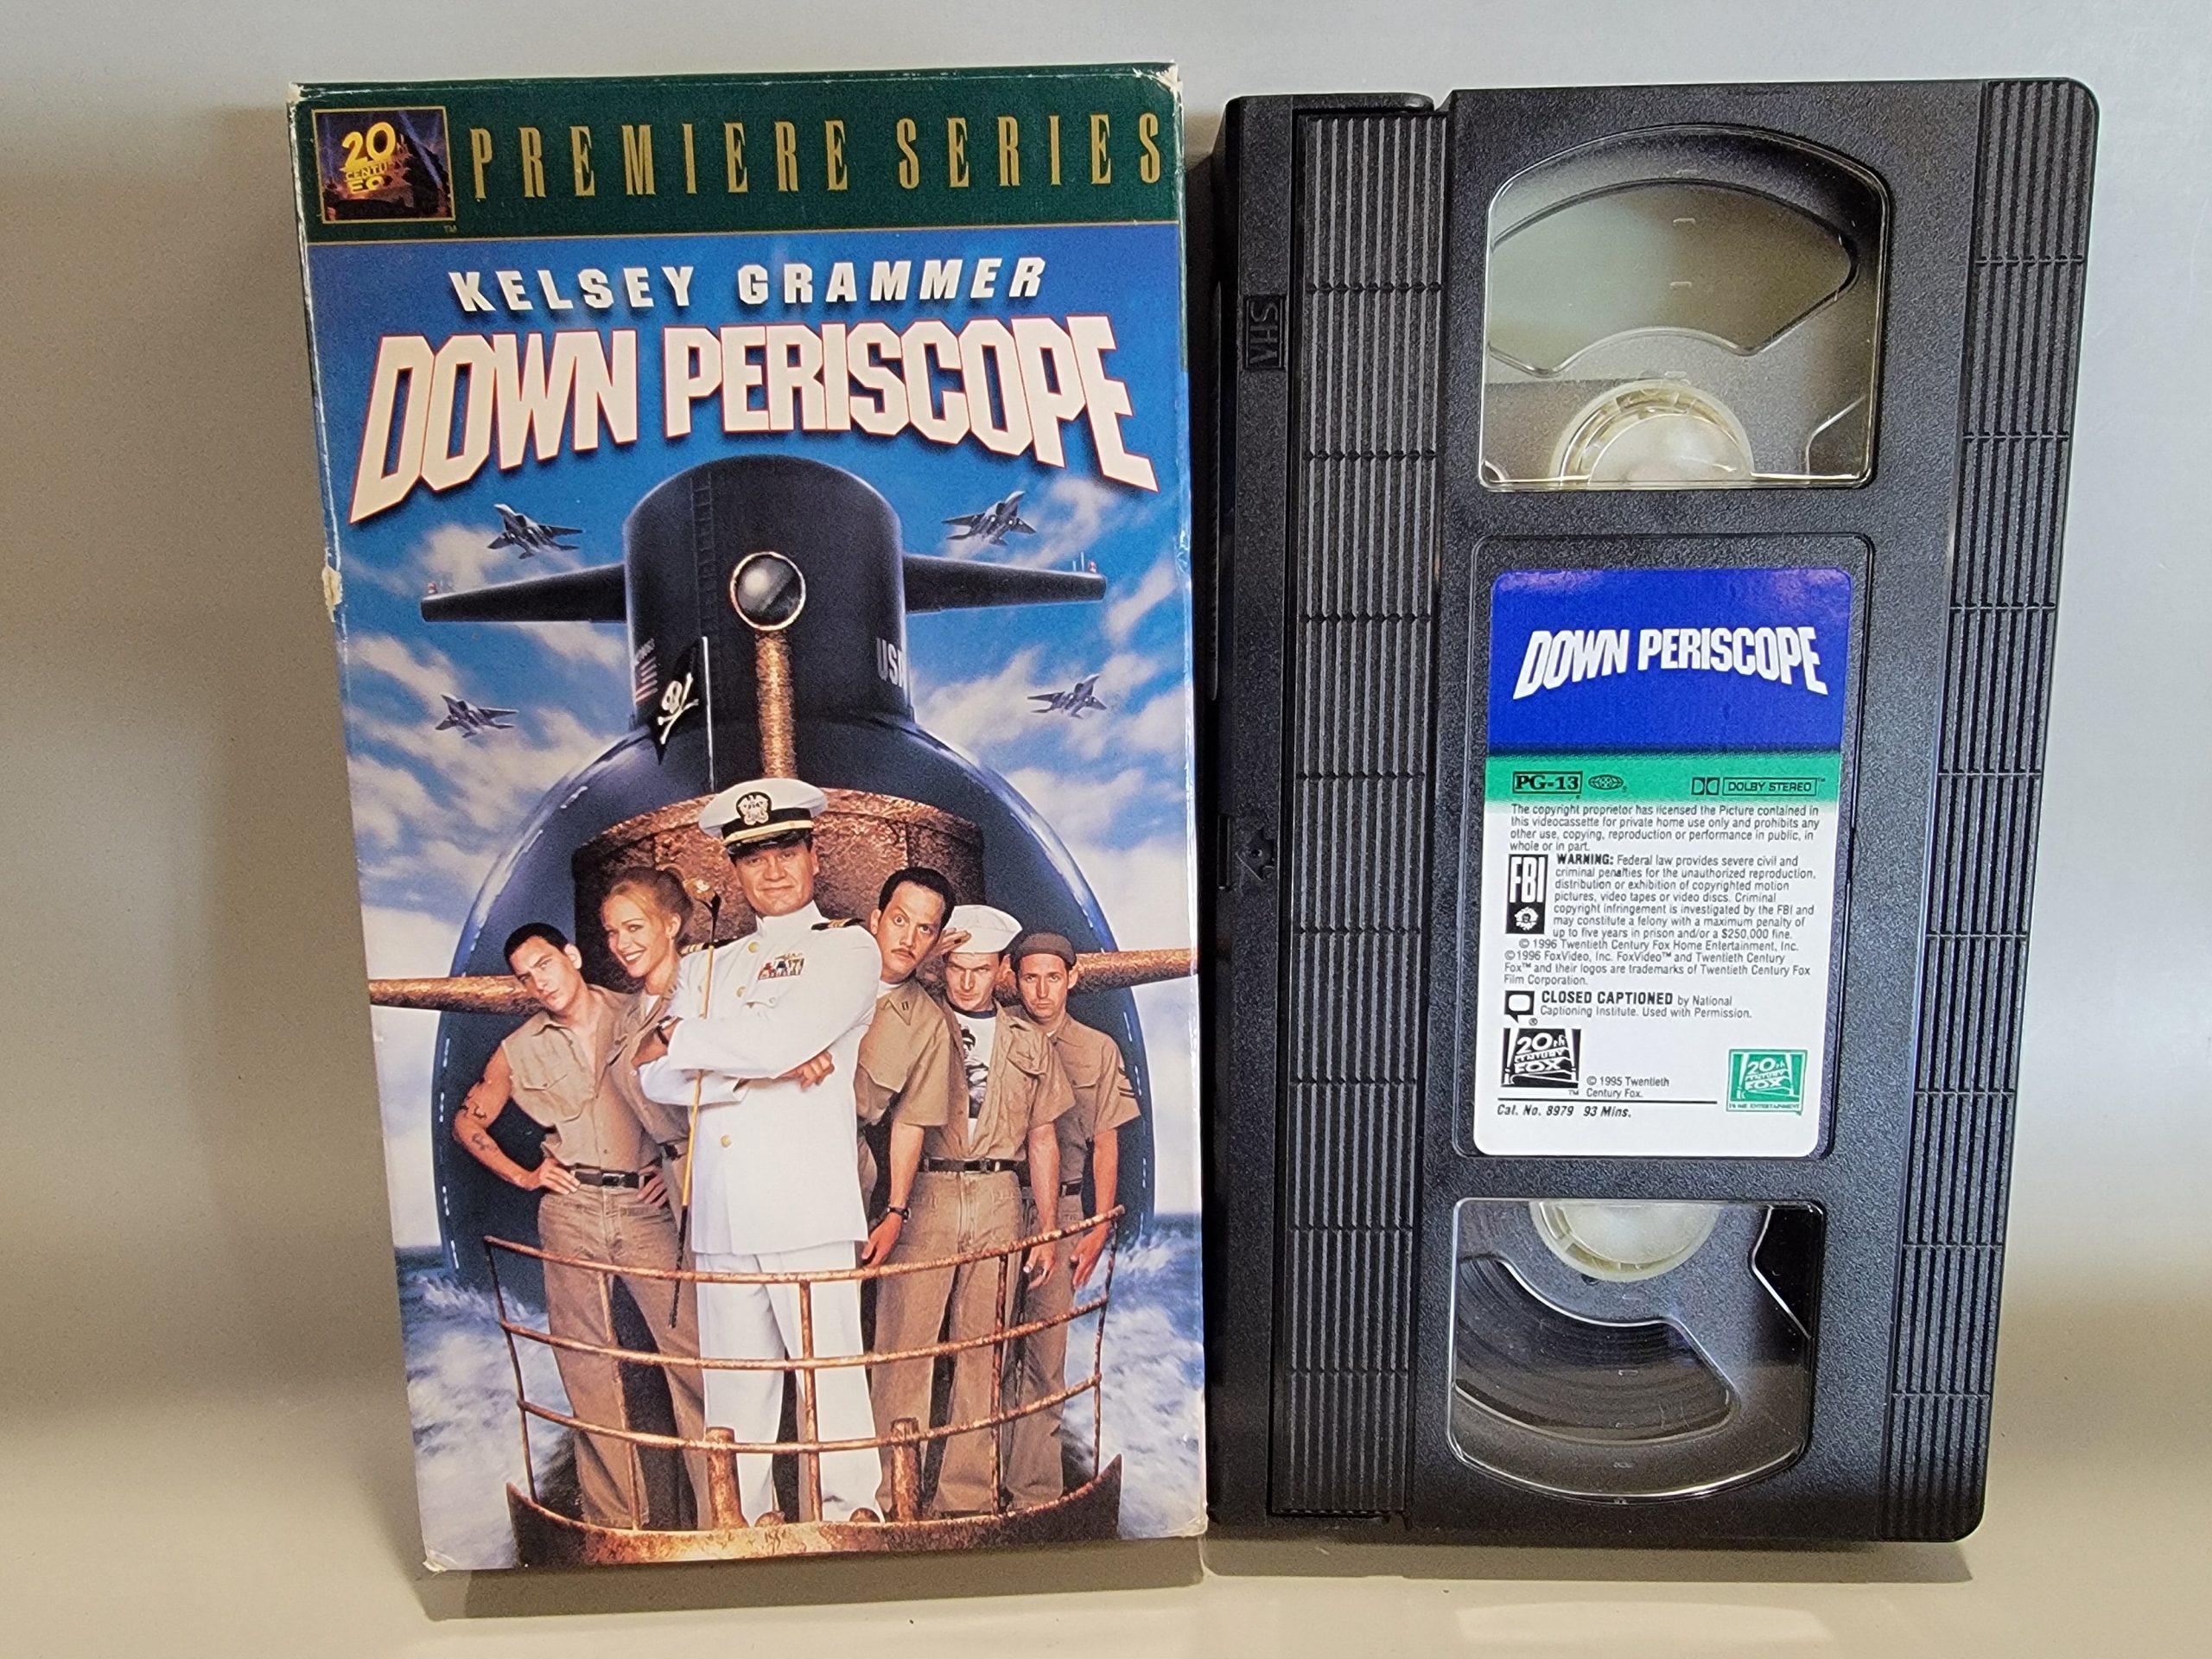 20
CENTURY
FOX
TM
PREMIERE SERIES
KELSEY GRAMMER
DOWN PERISCOPE
VHS
DOWN PERISCOPE
PG-13
DOLBY STEREO
The copyright proprietor has licensed the Picture contained in
this videocassette for private home use only and prohibits any
other use, copying, reproduction or performance in public, in
whole or in part.
FBI
WARNING: Federal law provides severe civil and
criminal penalties for the unauthorized reproduction,
distribution or exhibition of copyrighted motion
pictures, video tapes or video discs. Criminal
copyright infringement is investigated by the FBI and
may constitute a felony with a maximum penalty of
up to five years in prison and/or a $250,000 fine.
© 1996 Twentieth Century Fox Home Entertainment, Inc.
© 1996 FoxVideo, Inc. FoxVideo™ and Twentieth Century
Fox™ and their logos are trademarks of Twentieth Century Fox
Film Corporation.
CLOSED CAPTIONED by National
Captioning Institute. Used with Permission.
®
20th
CENTURY
FOX
TM
© 1995 Twentieth
Century Fox.
20th
CENTURY
FOX
HOME ENTERTAINMENT
Cal. No. 8979 93 Mins.